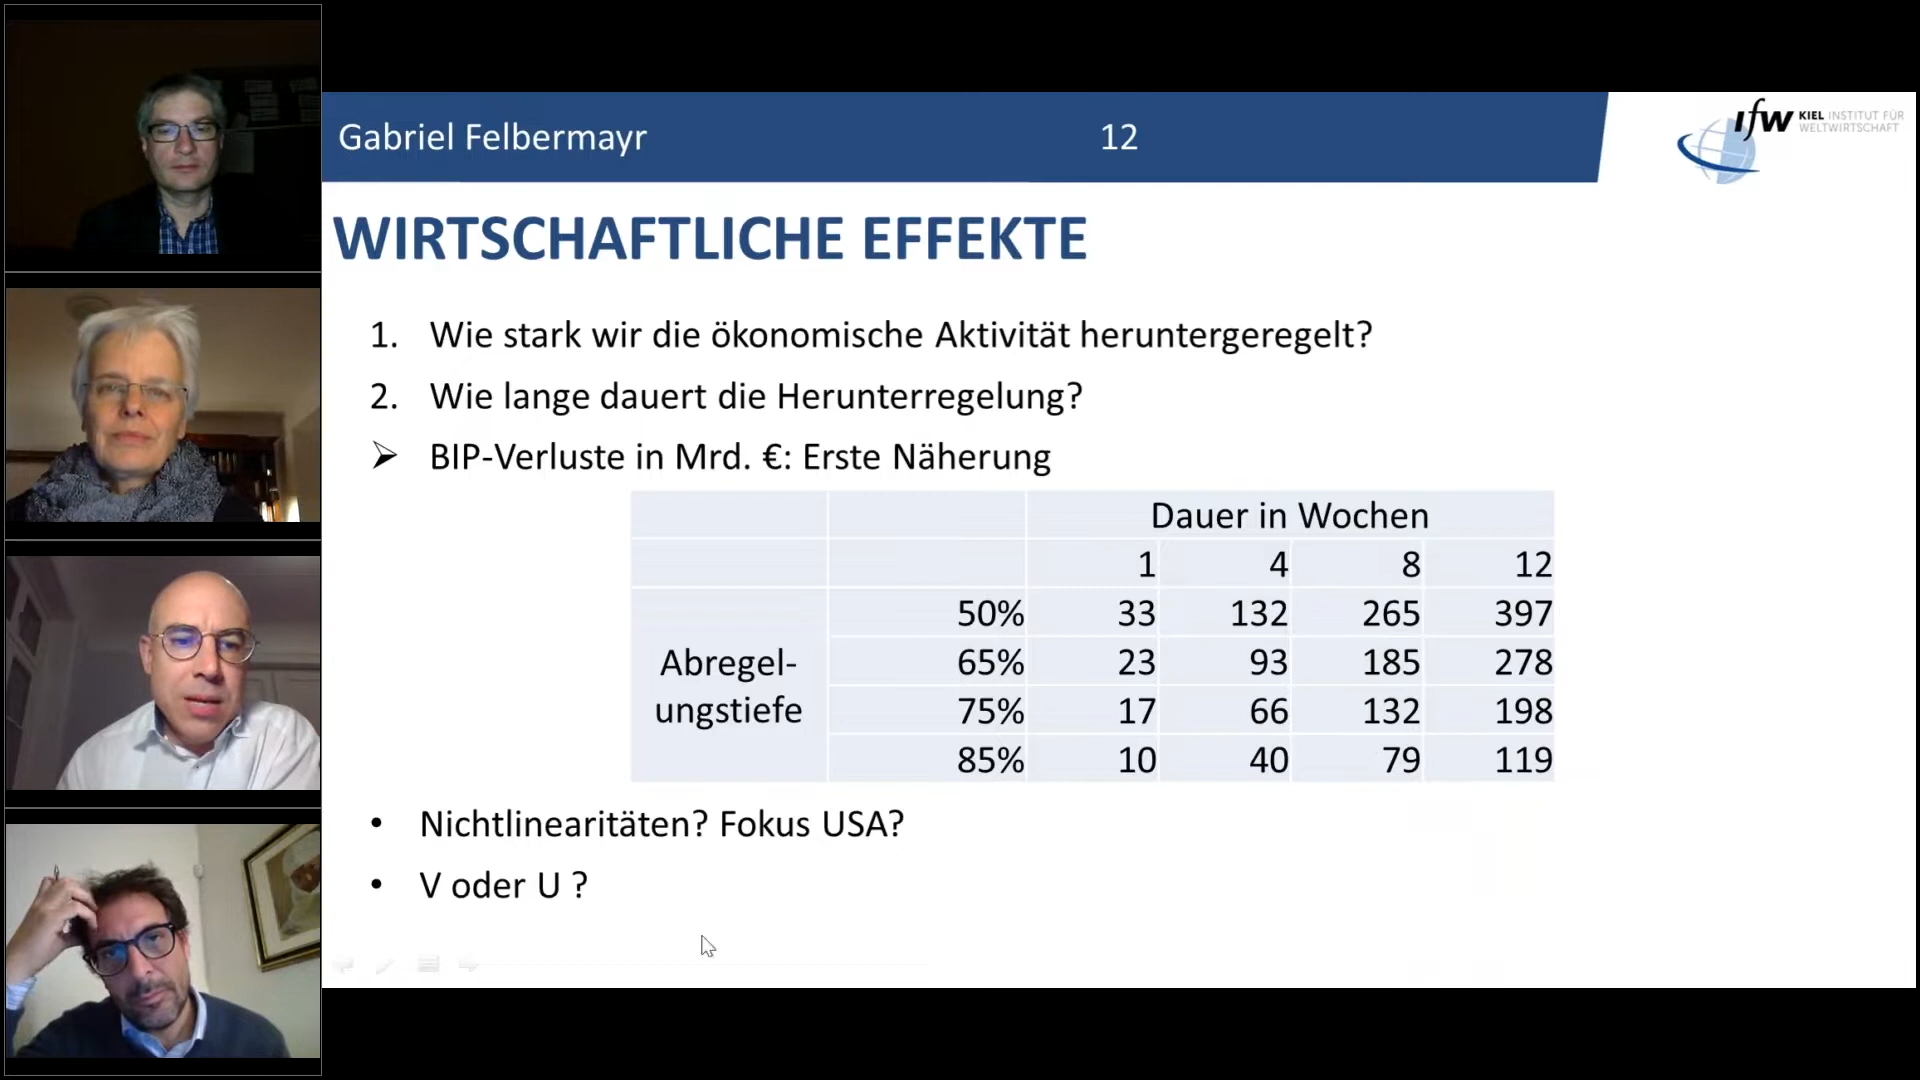 Gabriel Felbermayr
12
ifW KIEL INSTITUT FÜR
WELTWIRTSCHAFT
WIRTSCHAFTLICHE EFFEKTE
1. Wie stark wir die ökonomische Aktivität heruntergeregelt?
2. Wie lange dauert die Herunterregelung?
➢ BIP-Verluste in Mrd. €: Erste Näherung
Dauer in Wochen
1 4 8 12
50% 33 132 265 397
Abregel-
ungstiefe
65% 23 93 185 278
75% 17 66 132 198
85% 10 40 79 119
• Nichtlinearitäten? Fokus USA?
• V oder U ?